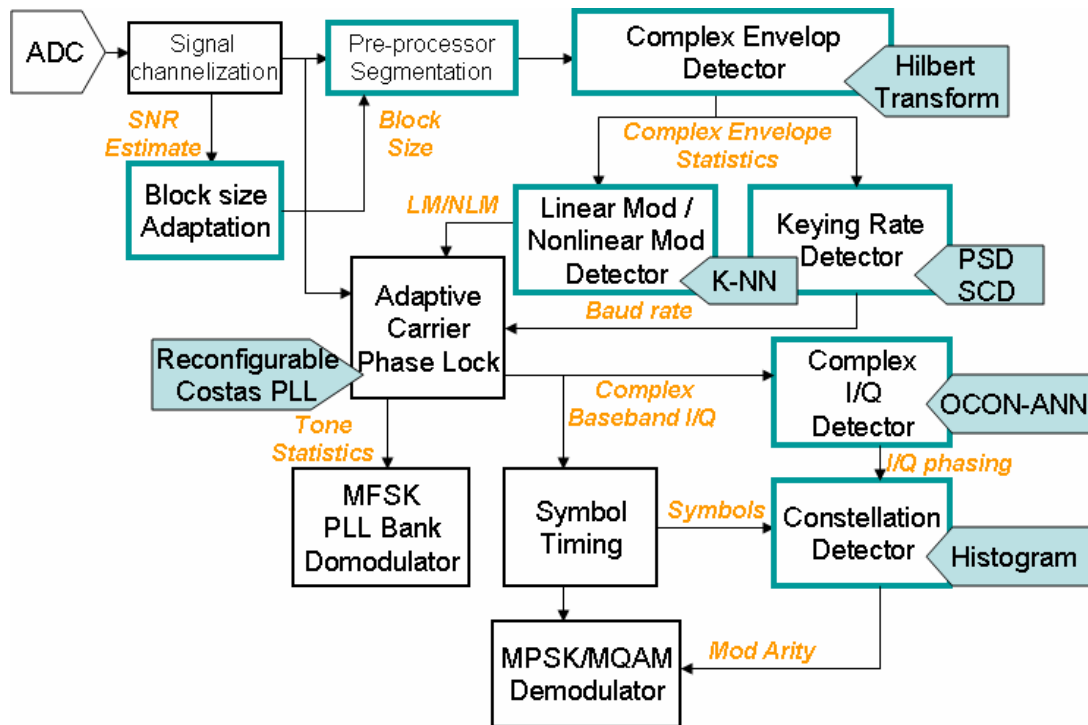 ADC
Signal
channelization
Pre-processor
Segmentation
Complex Envelop
Detector
Hilbert
Transform
SNR
Estimate
Block
Size
Complex Envelope
Statistics
Block size
Adaptation
LM/NLM
Linear Mod /
Nonlinear Mod
Detector
K-NN
Keying Rate
Detector
PSD
SCD
Baud rate
Adaptive
Carrier
Phase Lock
Reconfigurable
Costas PLL
Complex
Baseband I/Q
Complex
I/Q
Detector
OCON-ANN
Tone
Statistics
I/Q phasing
MFSK
PLL Bank
Domodulator
Symbol
Timing
Symbols
Constellation
Detector
Histogram
MPSK/MQAM
Demodulator
Mod Arity